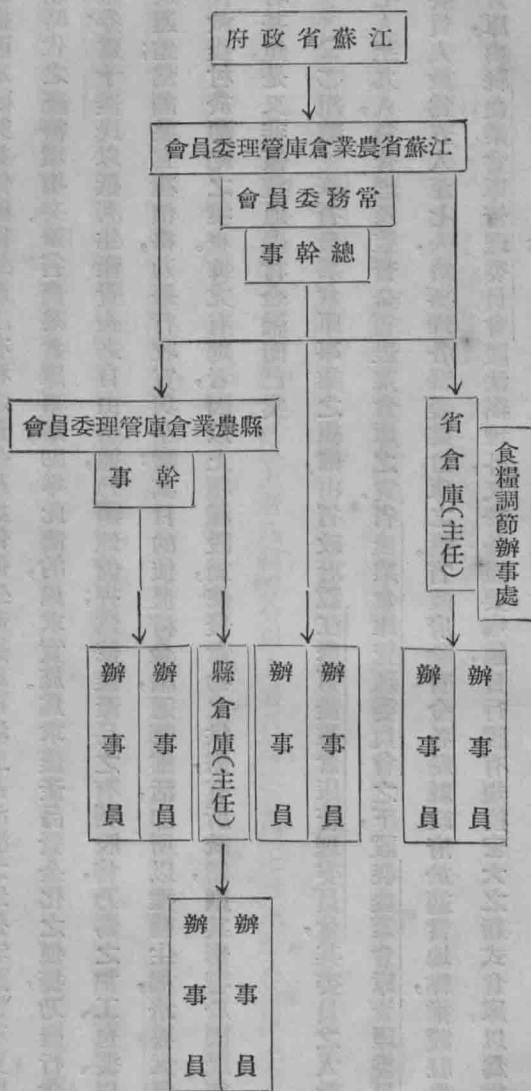 江蘇省政府
江蘇省農業倉庫管理委員會
常務委員會
總幹事
食糧調節辦事處
省倉庫(主任)
縣農業倉庫管理委員會
幹事
辦事員
辦事員
辦事員
辦事員
縣倉庫(主任)
辦事員
辦事員
辦事員
辦事員